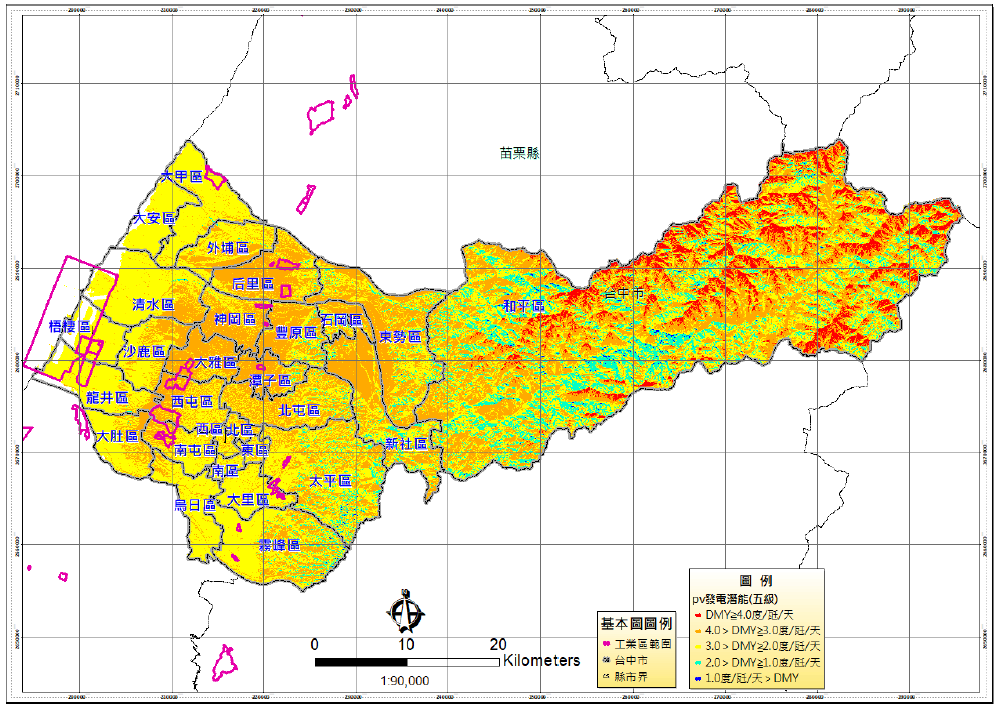 苗栗縣
大甲區
大安區
外埔區
后里區
清水區
神岡區
石岡區
豐原區
東勢區
和平區
台中市
梧棲區
沙鹿區
大雅區
潭子區
龍井區
西屯區
北屯區
大肚區
西區
北區
新社區
南屯區
東區
南區
太平區
烏日區
大里區
霧峰區
0 10 20
Kilometers
1:90,000
基本圖圖例
工業區範圍
台中市
縣市界
圖 例
pv發電潛能(五級)
DMY≧4.0度/瓩/天
4.0 > DMY≧3.0度/瓩/天
3.0 > DMY≧2.0度/瓩/天
2.0 > DMY≧1.0度/瓩/天
1.0度/瓩/天 > DMY